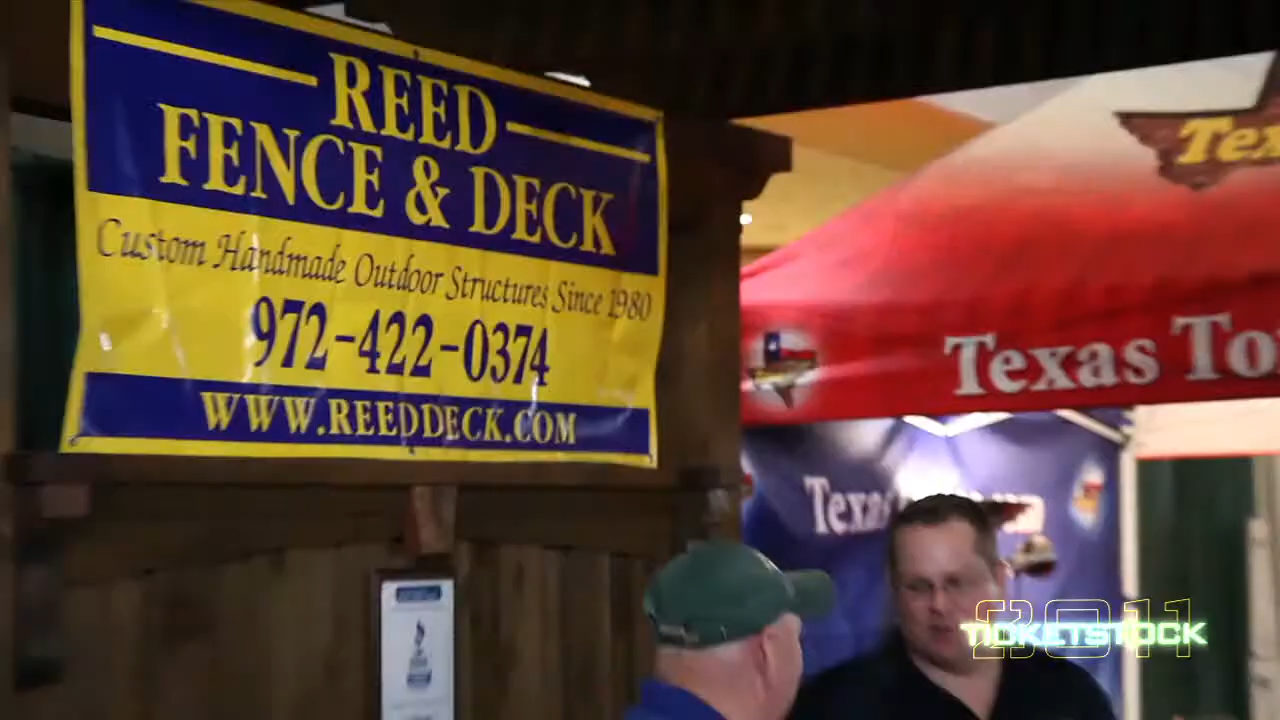 REED
FENCE & DECK
Custom Handmade Outdoor Structures Since 1980
972-422-0374
WWW.REEDDECK.COM
Tex
Texas To
Texas
2011
TICKETSTOCK